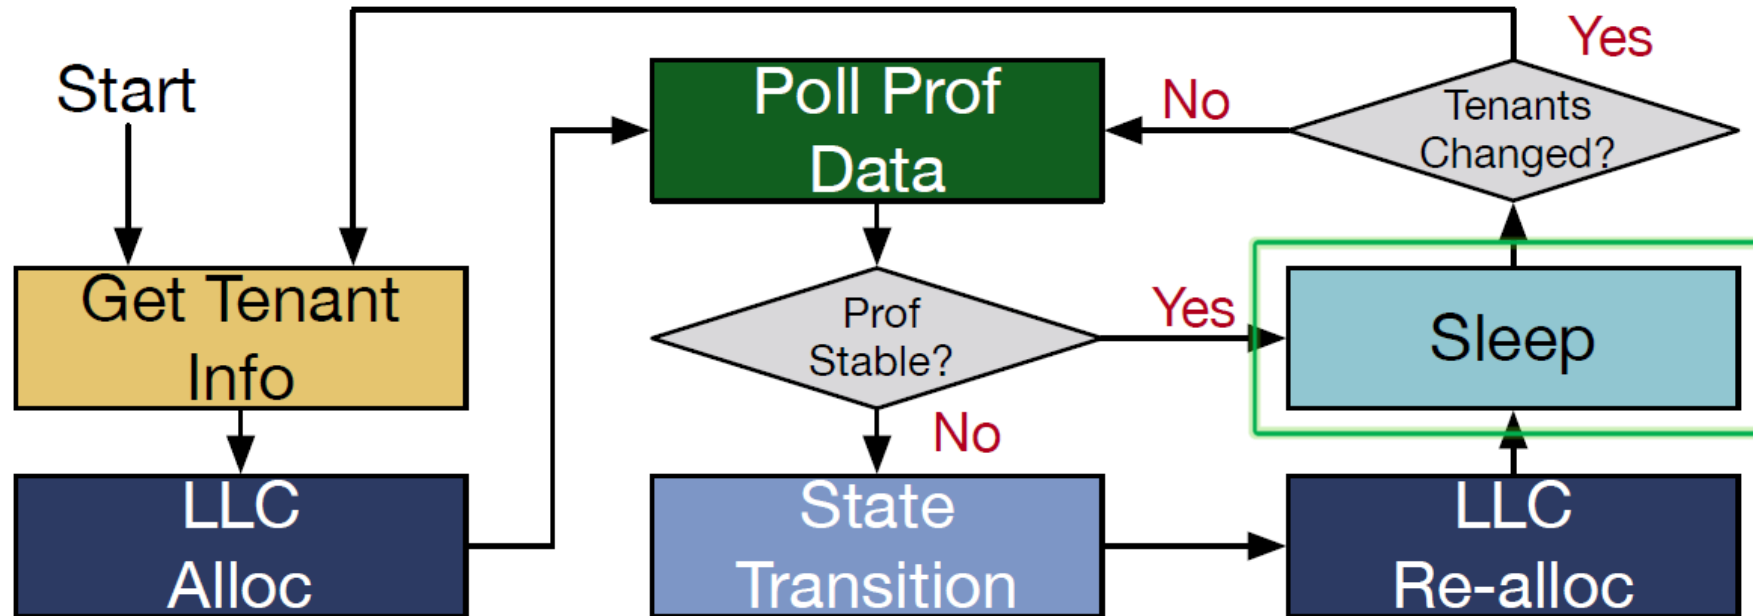 Start
Get Tenant
Info
LLC
Alloc
Poll Prof
Data
Prof
Stable?
Yes
No
State
Transition
LLC
Re-alloc
Sleep
Tenants
Changed?
Yes
No